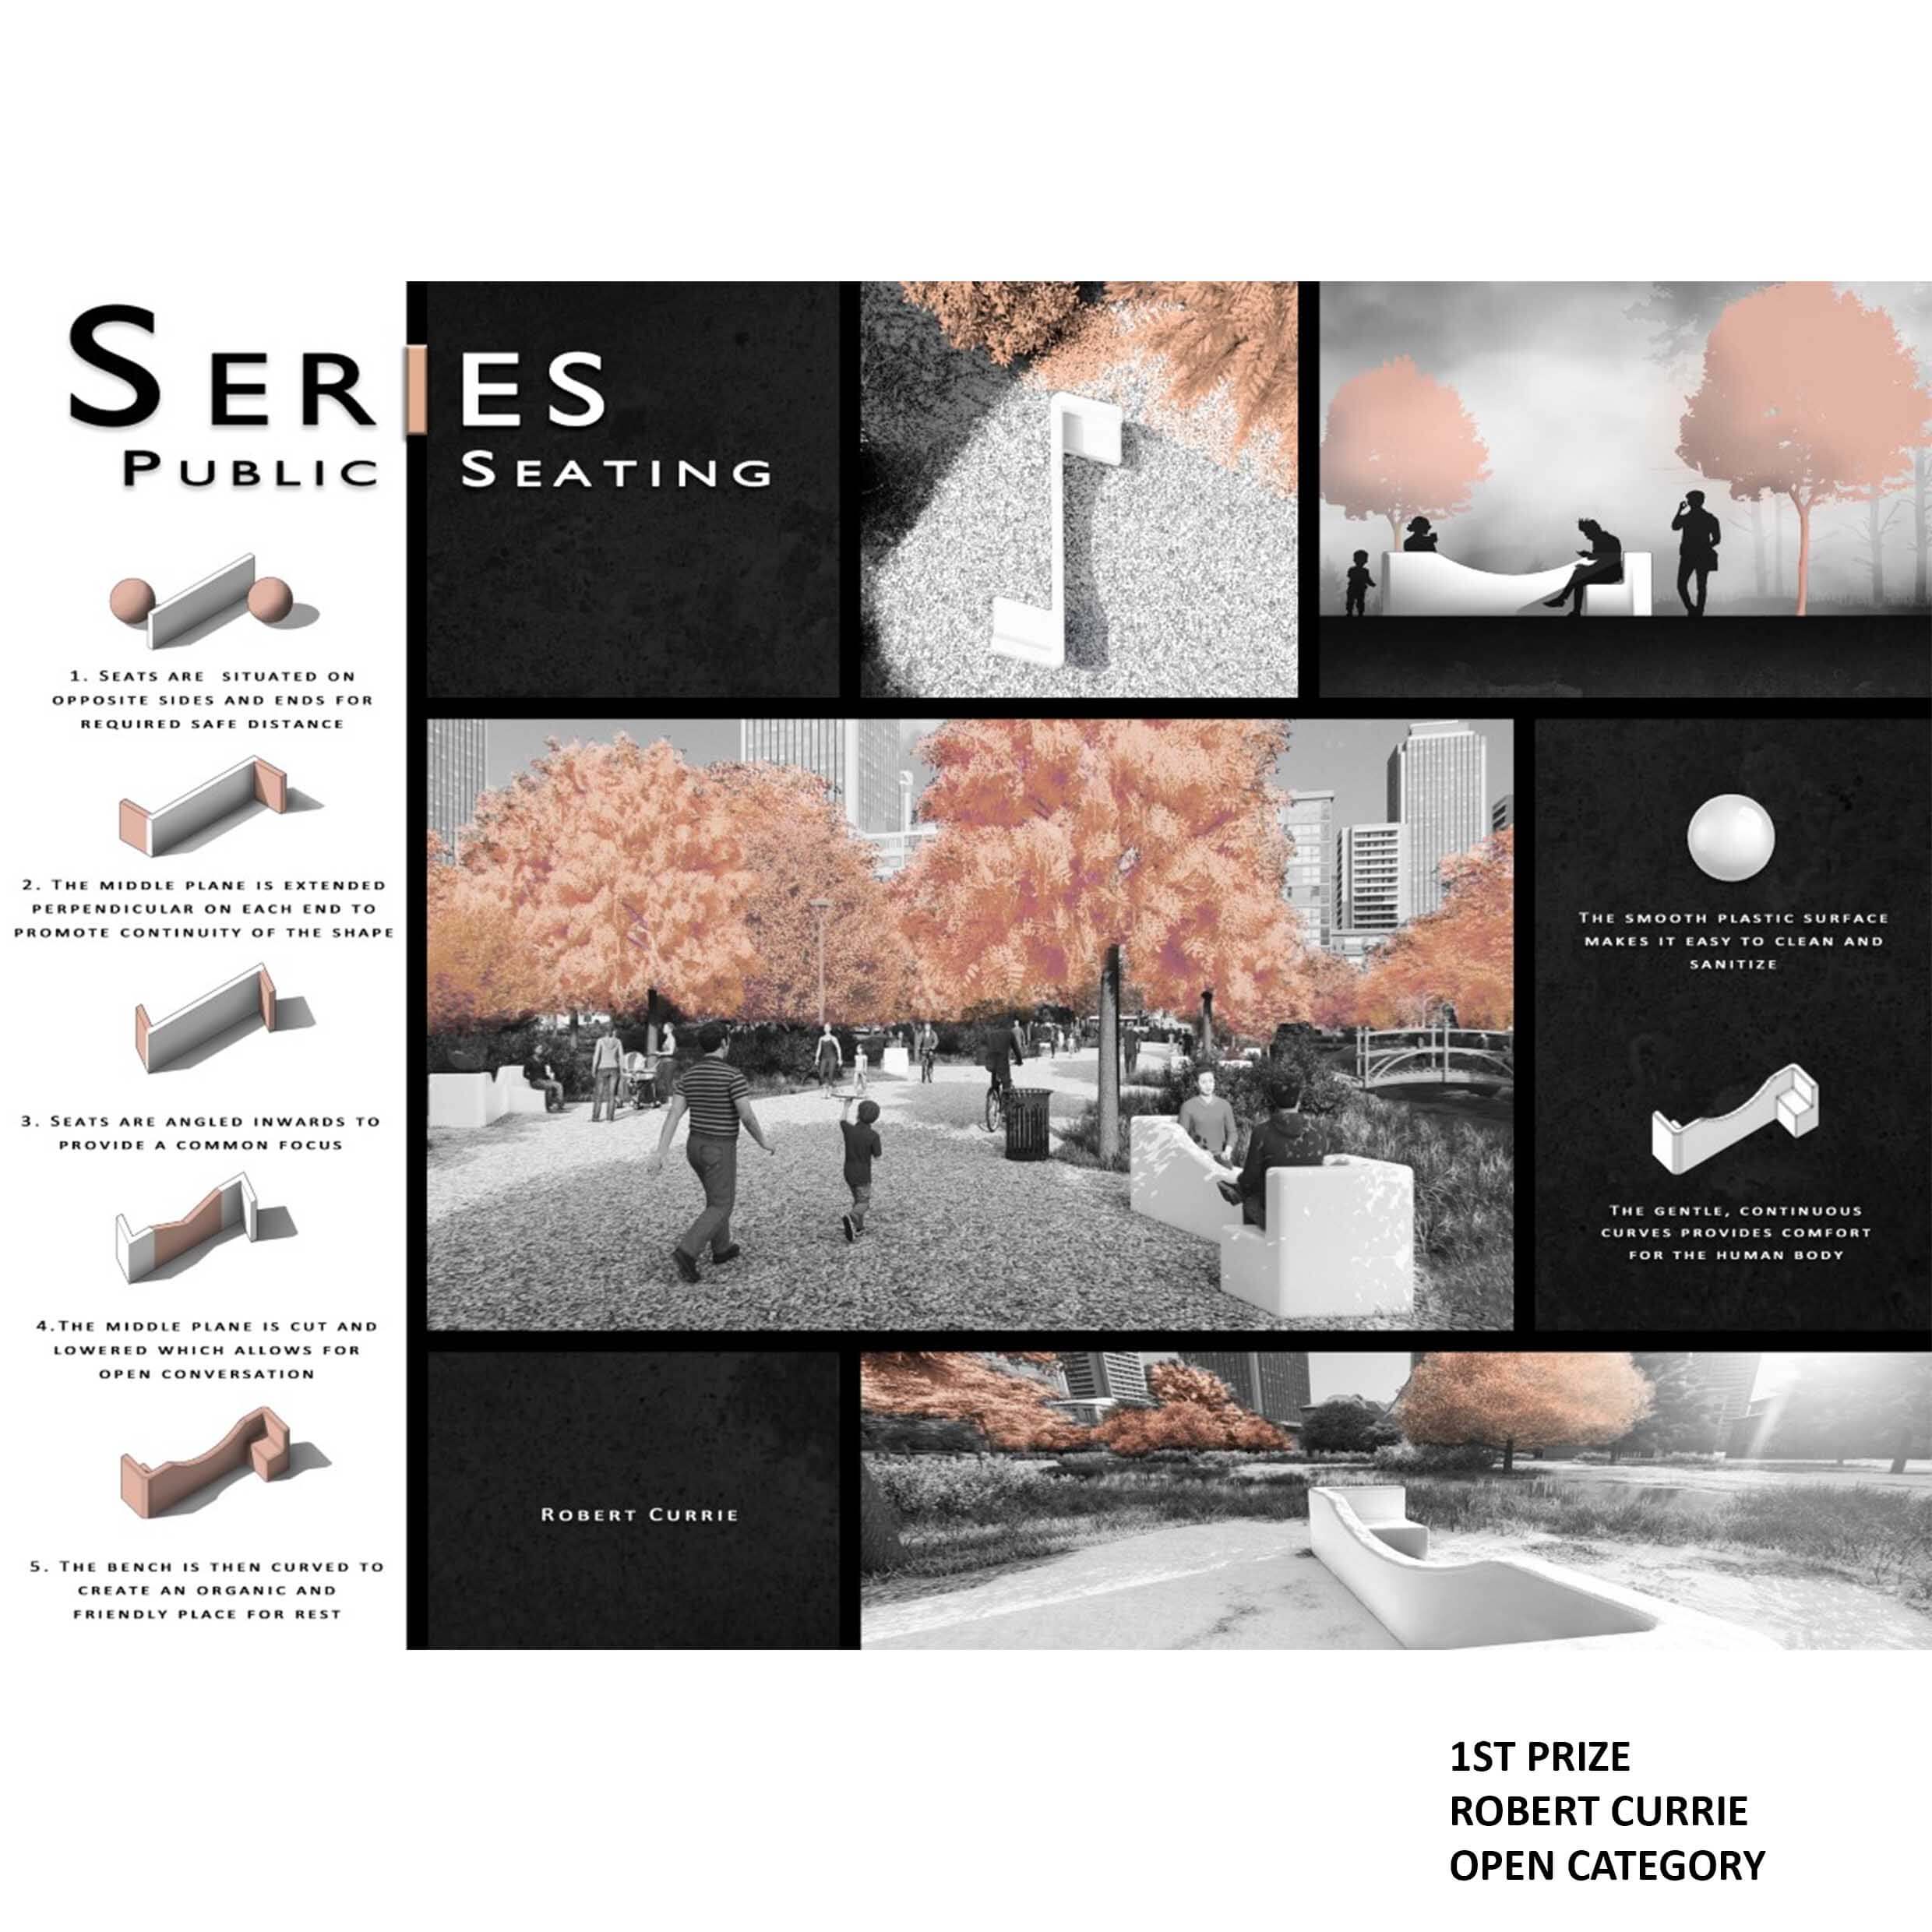 SERIES
PUBLIC SEATING
1. SEATS ARE SITUATED ON
OPPOSITE SIDES AND ENDS FOR
REQUIRED SAFE DISTANCE
2. THE MIDDLE PLANE IS EXTENDED
PERPENDICULAR ON EACH END TO
PROMOTE CONTINUITY OF THE SHAPE
3. SEATS ARE ANGLED INWARDS TO
PROVIDE A COMMON FOCUS
4.THE MIDDLE PLANE IS CUT AND
LOWERED WHICH ALLOWS FOR
OPEN CONVERSATION
5. THE BENCH IS THEN CURVED TO
CREATE AN ORGANIC AND
FRIENDLY PLACE FOR REST
THE SMOOTH PLASTIC SURFACE
MAKES IT EASY TO CLEAN AND
SANITIZE
THE GENTLE, CONTINUOUS
CURVES PROVIDES COMFORT
FOR THE HUMAN BODY
ROBERT CURRIE
1ST PRIZE
ROBERT CURRIE
OPEN CATEGORY